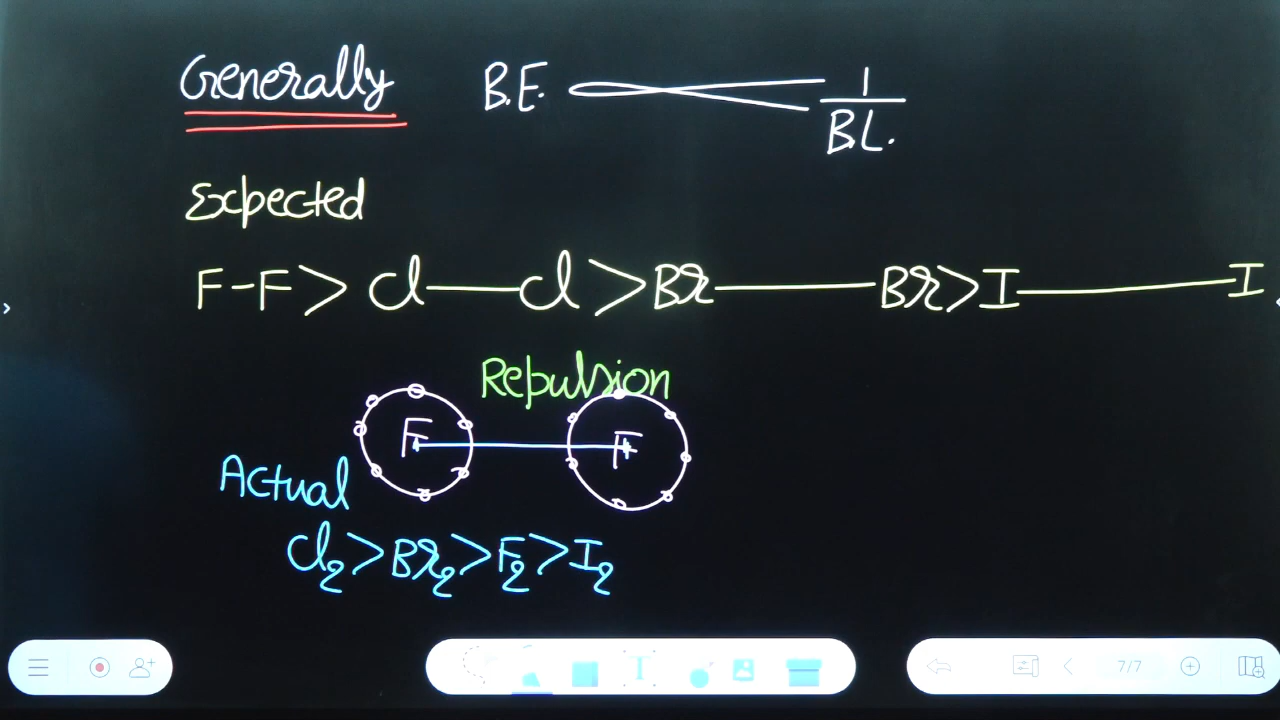 Generally B.E. ∝ 1/B.L.
Expected
F-F > Cl—Cl > Br—Br > I—I
Repulsion
F F
Actual
Cl₂ > Br₂ > F₂ > I₂
T
7/7